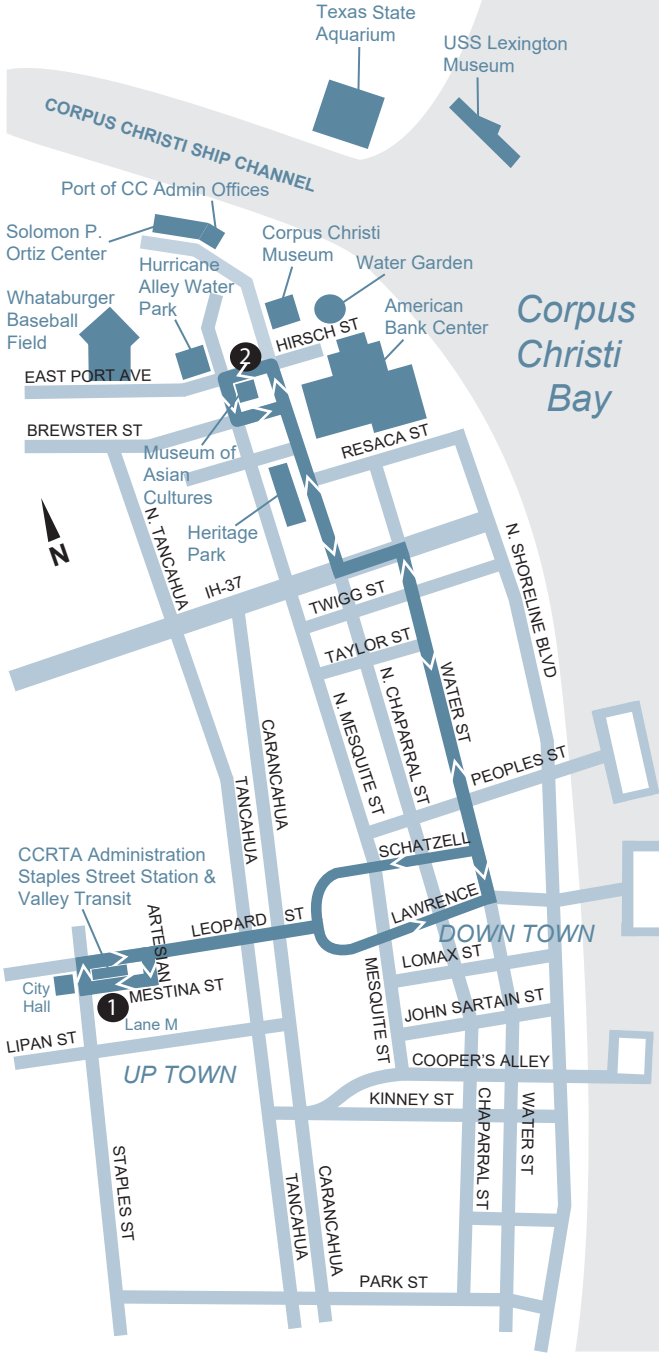 Texas State
Aquarium
USS Lexington
Museum
CORPUS CHRISTI SHIP CHANNEL
Port of CC Admin Offices
Solomon P.
Ortiz Center
Corpus Christi
Museum
Hurricane
Alley Water
Park
Water Garden
Whataburger
Baseball
Field
American
Bank Center
Corpus
Christi
Bay
HIRSCH ST
2
EAST PORT AVE
BREWSTER ST
RESACA ST
Museum of
Asian
Cultures
Heritage
Park
N
N. TANCAHUA
IH-37
N. SHORELINE BLVD
TWIGG ST
TAYLOR ST
WATER ST
N. CHAPARRAL ST
N. MESQUITE ST
CARANCAHUA
TANCAHUA
PEOPLES ST
SCHATZELL
CCRTA Administration
Staples Street Station &
Valley Transit
ARTESIAN
LEOPARD ST
LAWRENCE
DOWN TOWN
LOMAX ST
MESQUITE ST
City
Hall
MESTINA ST
1
Lane M
JOHN SARTAIN ST
LIPAN ST
UP TOWN
COOPER'S ALLEY
KINNEY ST
CHAPARRAL ST
WATER ST
STAPLES ST
TANCAHUA
CARANCAHUA
PARK ST